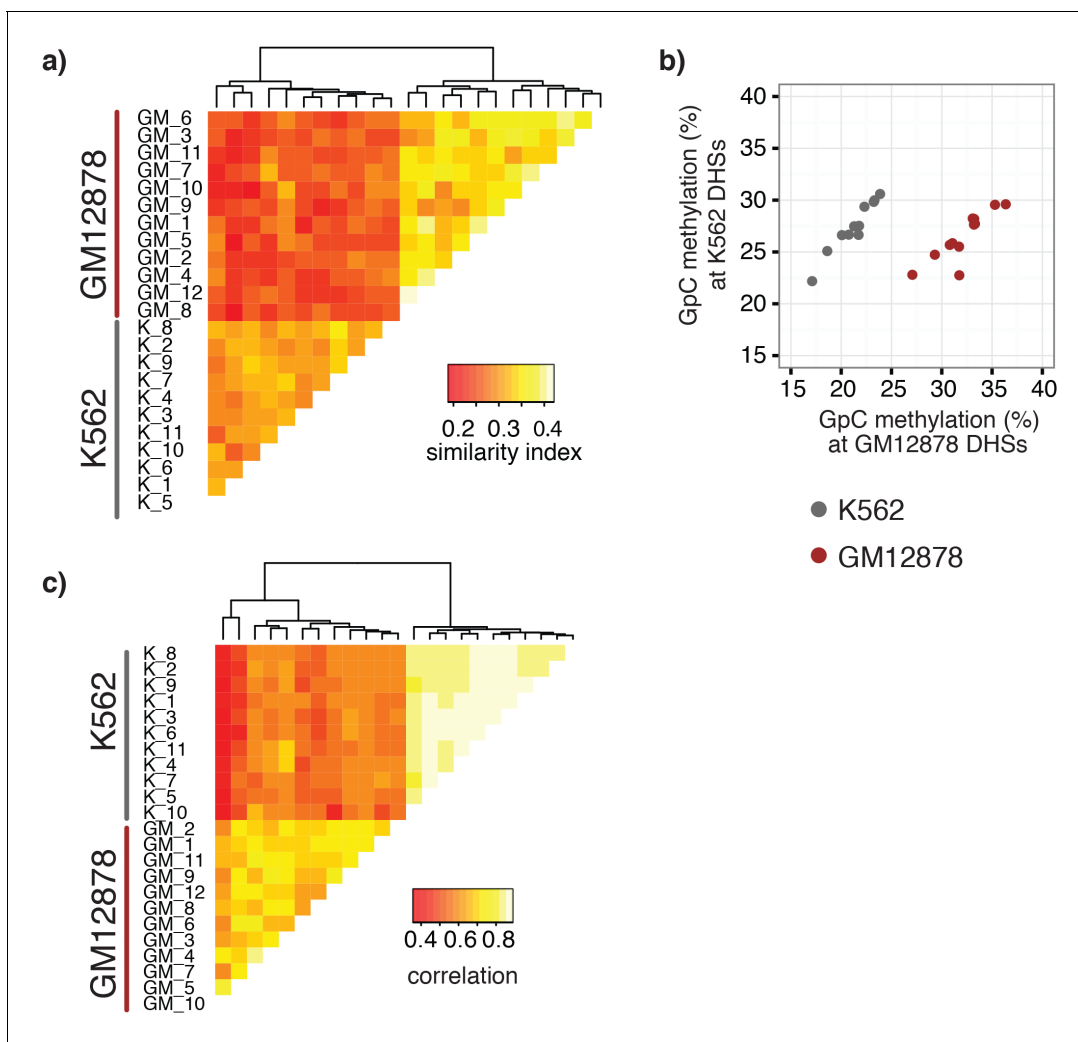 a)
GM12878
K562
GM_6
GM_3
GM_11
GM_7
GM_10
GM_9
GM_1
GM_5
GM_2
GM_4
GM_12
GM_8
K_8
K_2
K_9
K_7
K_4
K_3
K_11
K_10
K_6
K_1
K_5
0.2 0.3 0.4
similarity index
b)
GpC methylation (%)
at K562 DHSs
40
35
30
25
20
15
15 20 25 30 35 40
GpC methylation (%)
at GM12878 DHSs
K562
GM12878
c)
K562
GM12878
K_8
K_2
K_9
K_1
K_3
K_6
K_11
K_4
K_7
K_5
K_10
GM_2
GM_1
GM_11
GM_9
GM_12
GM_8
GM_6
GM_3
GM_4
GM_7
GM_5
GM_10
0.4 0.6 0.8
correlation